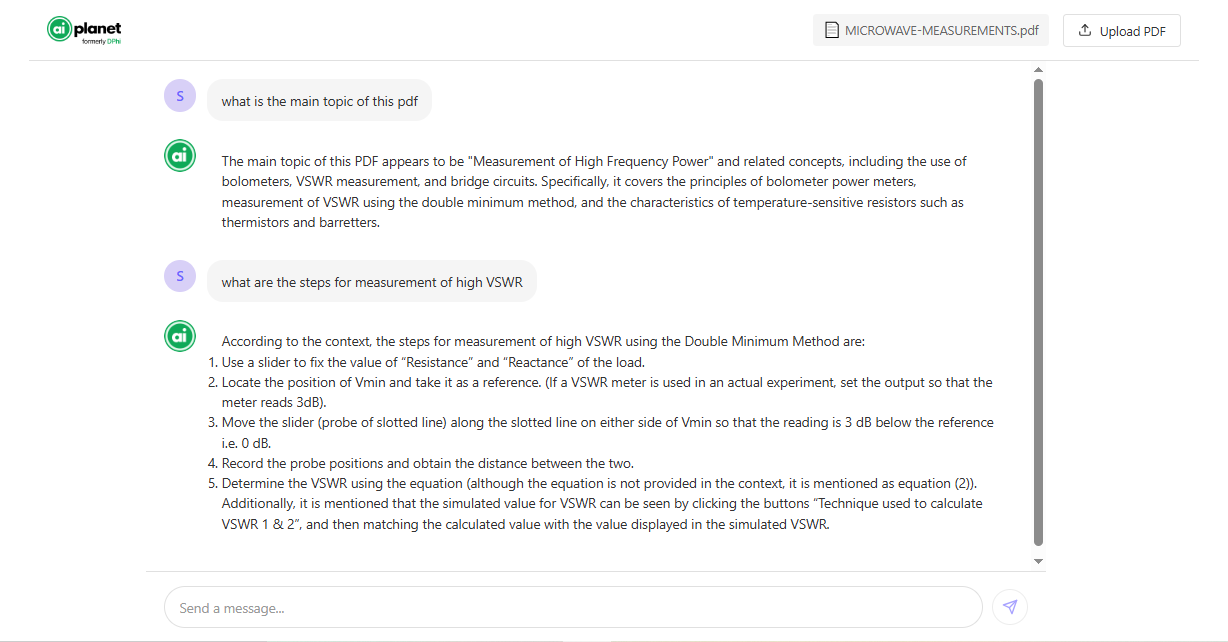 ai planet
formerly DPhi
MICROWAVE-MEASUREMENTS.pdf
Upload PDF
S
what is the main topic of this pdf
ai
The main topic of this PDF appears to be "Measurement of High Frequency Power" and related concepts, including the use of
bolometers, VSWR measurement, and bridge circuits. Specifically, it covers the principles of bolometer power meters,
measurement of VSWR using the double minimum method, and the characteristics of temperature-sensitive resistors such as
thermistors and barretters.
S
what are the steps for measurement of high VSWR
ai
According to the context, the steps for measurement of high VSWR using the Double Minimum Method are:
1. Use a slider to fix the value of “Resistance” and “Reactance” of the load.
2. Locate the position of Vmin and take it as a reference. (If a VSWR meter is used in an actual experiment, set the output so that the
meter reads 3dB).
3. Move the slider (probe of slotted line) along the slotted line on either side of Vmin so that the reading is 3 dB below the reference
i.e. 0 dB.
4. Record the probe positions and obtain the distance between the two.
5. Determine the VSWR using the equation (although the equation is not provided in the context, it is mentioned as equation (2)).
Additionally, it is mentioned that the simulated value for VSWR can be seen by clicking the buttons “Technique used to calculate
VSWR 1 & 2”, and then matching the calculated value with the value displayed in the simulated VSWR.
Send a message...